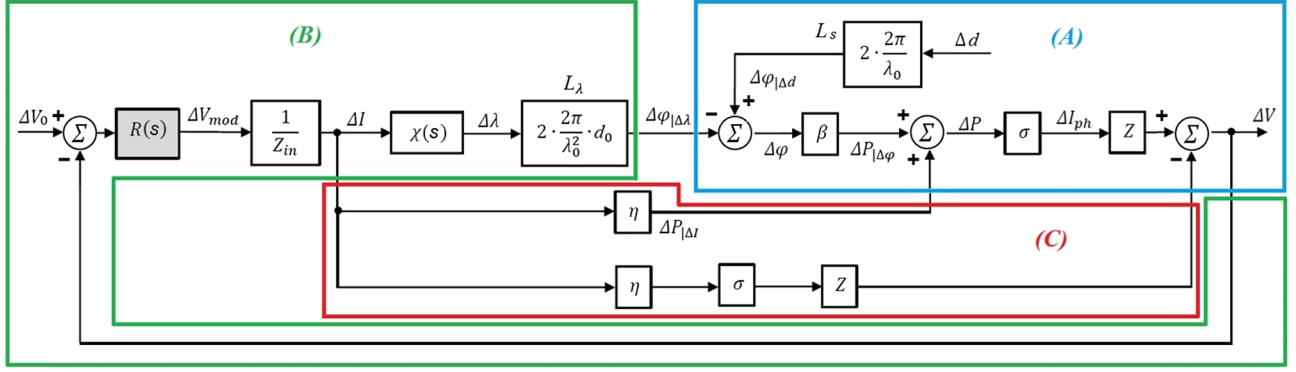 (B)
(A)
L_s
2 · 2π/λ_0
Δd
Δφ_|Δd
L_λ
ΔV_0
+
Σ
−
R(s)
ΔV_mod
1/Z_in
ΔI
χ(s)
Δλ
2 · 2π/λ_0^2 · d_0
Δφ_|Δλ
−
+
Σ
Δφ
β
ΔP_|Δφ
+
+
Σ
ΔP
σ
ΔI_ph
Z
+
−
Σ
ΔV
η
ΔP_|ΔI
(C)
η
σ
Z